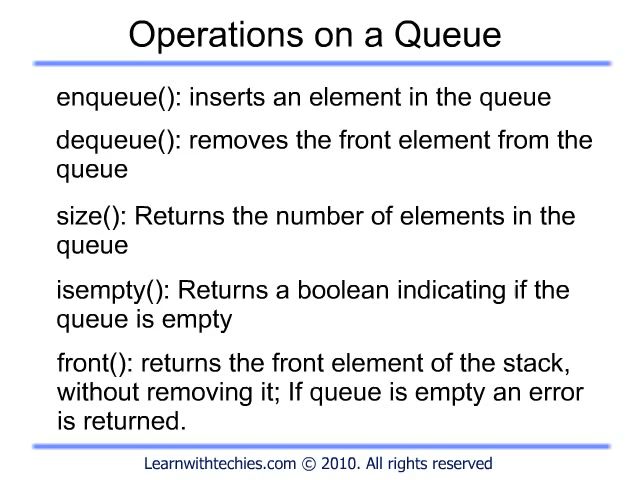 Operations on a Queue
enqueue(): inserts an element in the queue
dequeue(): removes the front element from the
queue
size(): Returns the number of elements in the
queue
isempty(): Returns a boolean indicating if the
queue is empty
front(): returns the front element of the stack,
without removing it; If queue is empty an error
is returned.
Learnwithtechies.com © 2010. All rights reserved